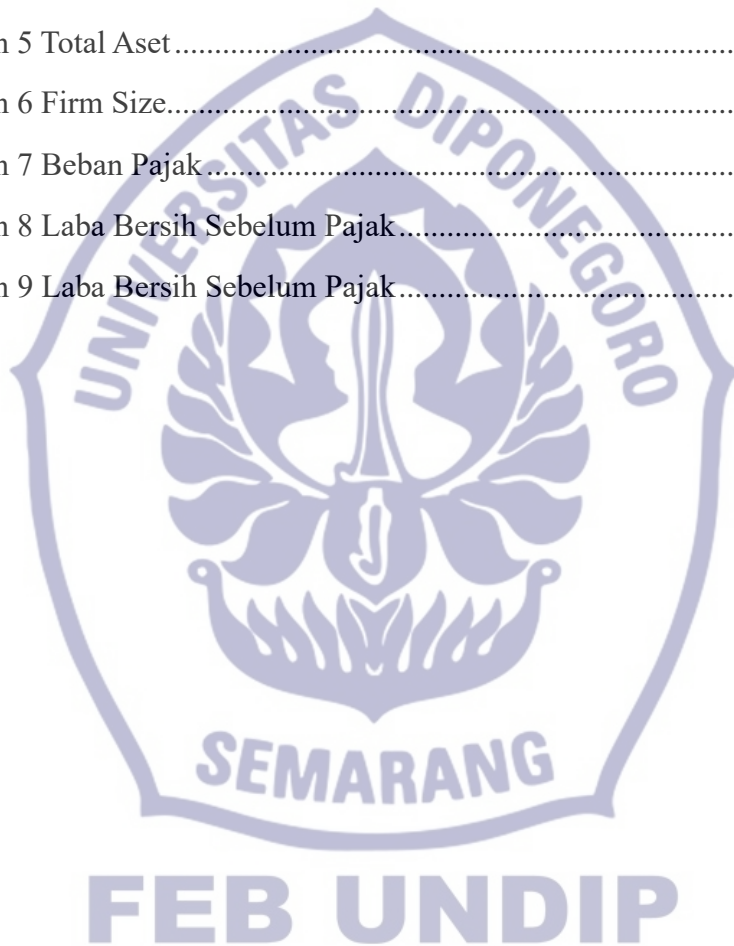 n 5 Total Aset.....................................................................
n 6 Firm Size......................................................................
n 7 Beban Pajak.................................................................
n 8 Laba Bersih Sebelum Pajak..........................................
n 9 Laba Bersih Sebelum Pajak..........................................
UNIVERSITAS DIPONEGORO
SEMARANG
FEB UNDIP